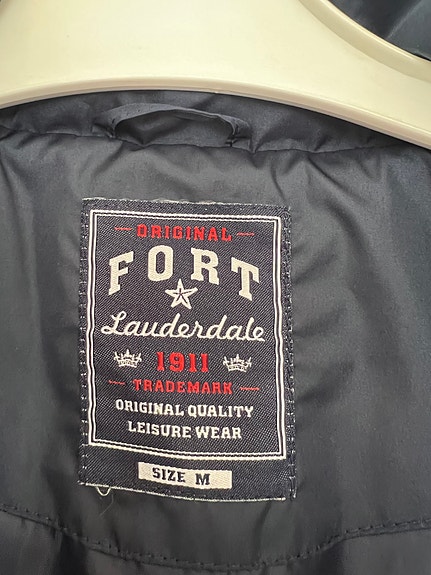 ORIGINAL
FORT
Lauderdale
1911
TRADEMARK
ORIGINAL QUALITY
LEISURE WEAR
SIZE M